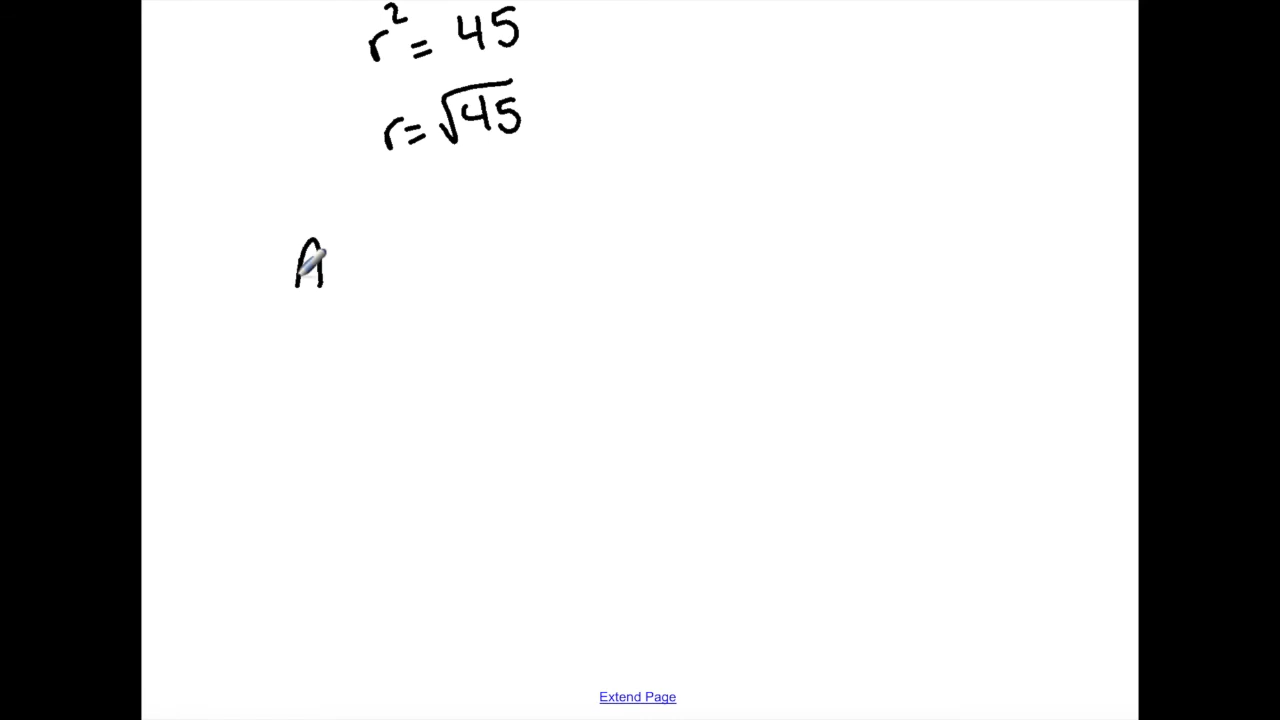 r² = 45
r = √45
A
Extend Page